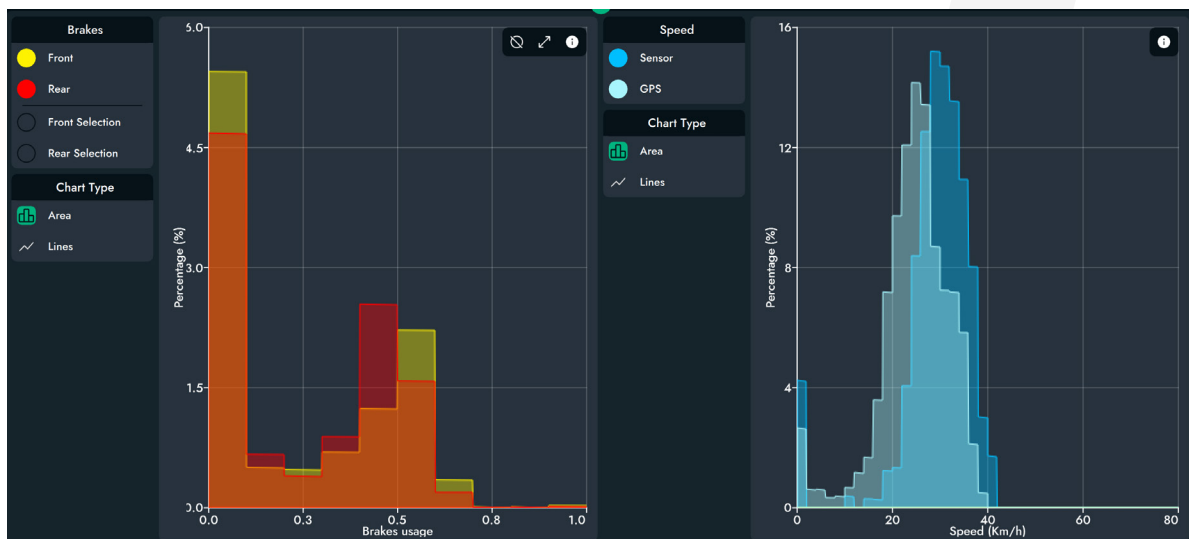 Brakes
Front
Rear
Front Selection
Rear Selection
Chart Type
Area
Lines
Percentage (%)
6.0
4.5
3.0
1.5
0.0
0.0
0.3
0.5
0.8
1.0
Brakes usage
Speed
Sensor
GPS
Chart Type
Area
Lines
Percentage (%)
16
12
8
4
0
0
20
40
60
80
Speed (Km/h)